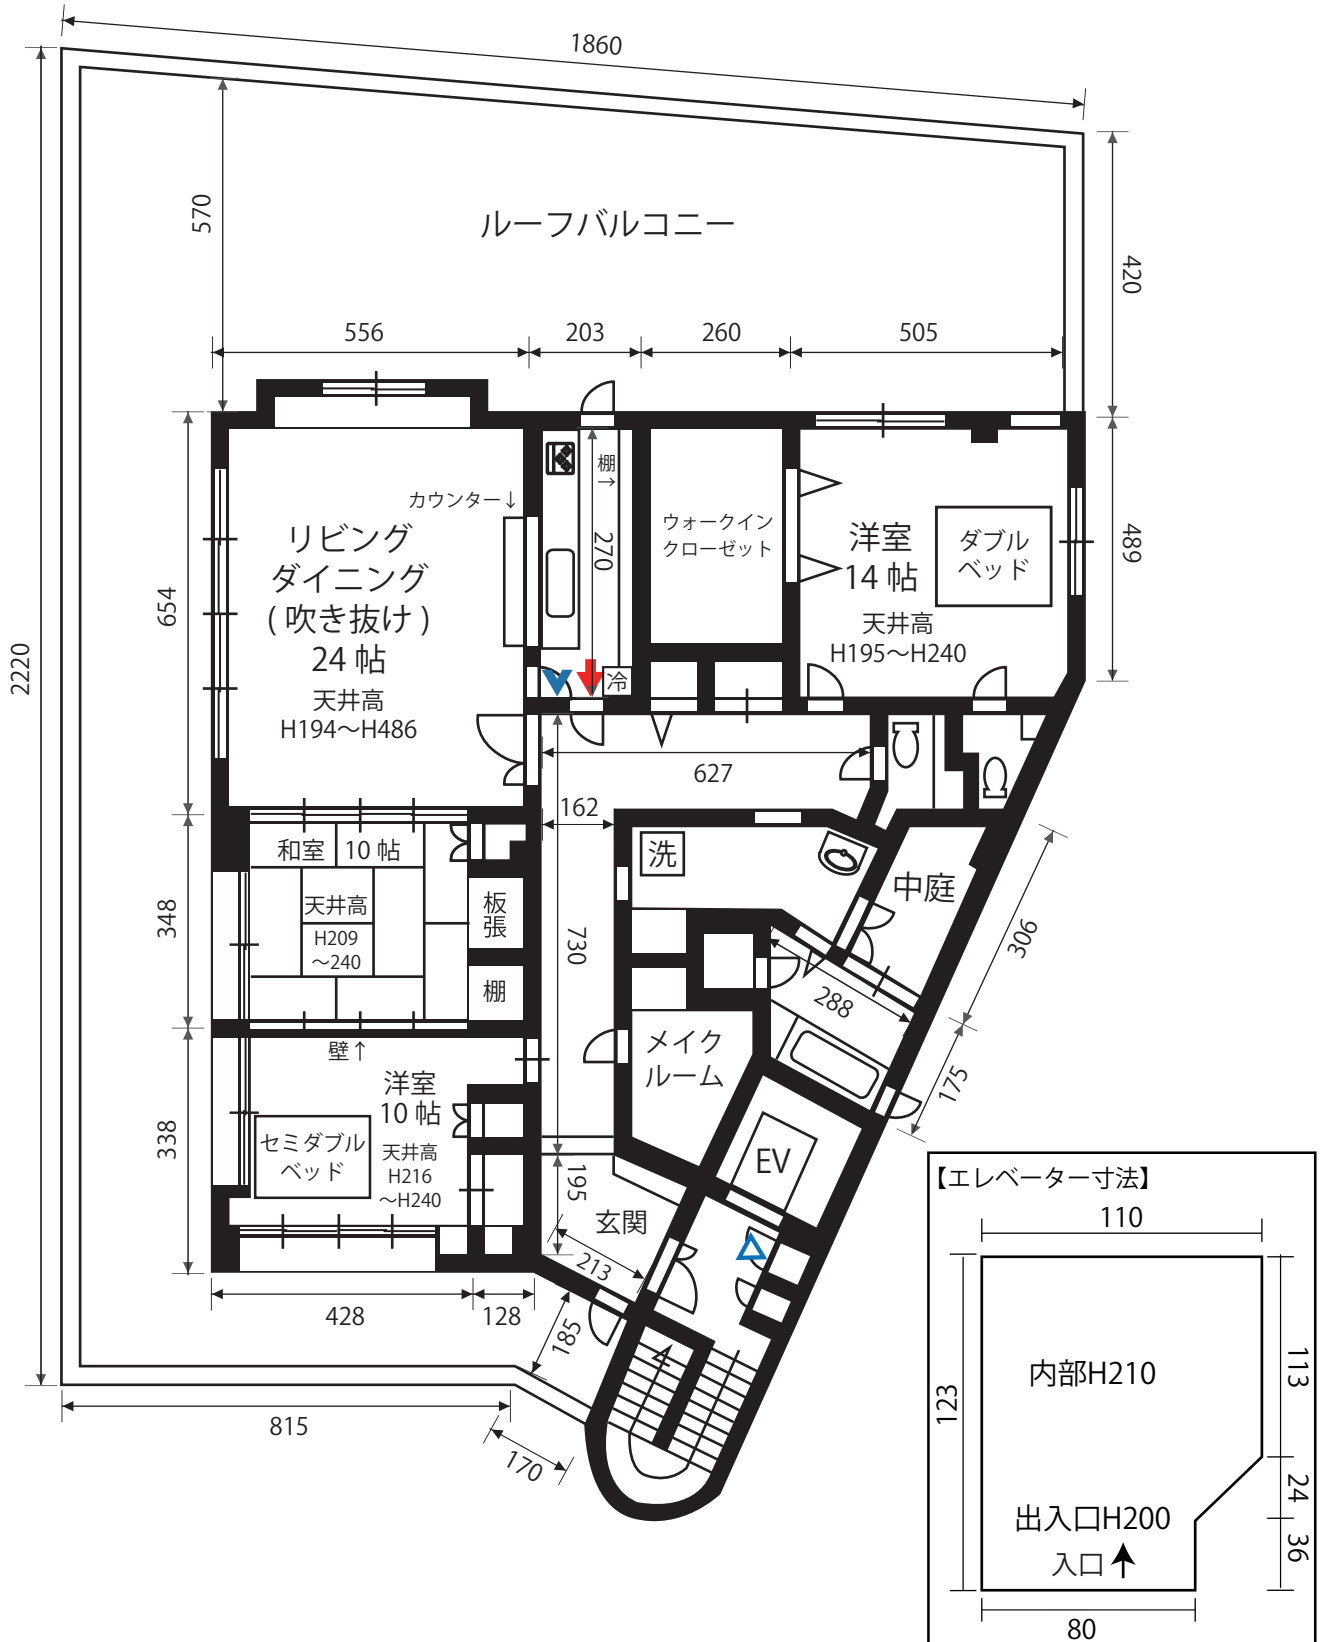 1860
570
ルーフバルコニー
420
556
203
260
505
カウンター↓
棚→
270
リビング
ダイニング
(吹き抜け)
24 帖
天井高
H194〜H486
ウォークイン
クローゼット
洋室
14 帖
天井高
H195〜H240
ダブル
ベッド
489
654
2220
冷
627
162
和室
10 帖
天井高
H209
〜240
板張
棚
348
洗
中庭
306
730
288
175
メイク
ルーム
壁↑
洋室
10 帖
天井高
H216
〜H240
セミダブル
ベッド
338
EV
195
玄関
213
428
128
185
815
170
【エレベーター寸法】
110
123
内部H210
113
24
出入口H200
36
入口
80